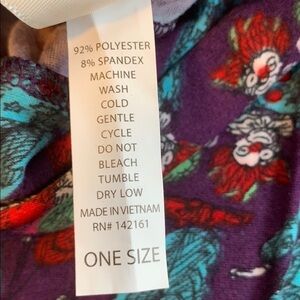 92% POLYESTER
8% SPANDEX
MACHINE
WASH
COLD
GENTLE
CYCLE
DO NOT
BLEACH
TUMBLE
DRY LOW
MADE IN VIETNAM
RN# 142161
ONE SIZE